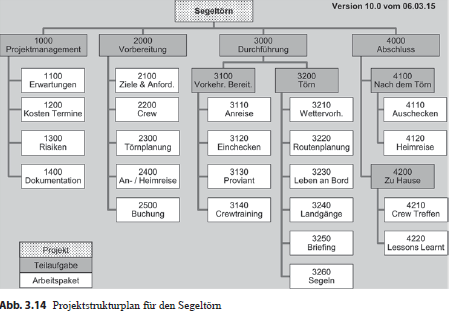 Segeltörn
Version 10.0 vom 06.03.15
1000
Projektmanagement
2000
Vorbereitung
3000
Durchführung
4000
Abschluss
1100
Erwartungen
1200
Kosten Termine
1300
Risiken
1400
Dokumentation
2100
Ziele & Anford.
2200
Crew
2300
Törnplanung
2400
An- / Heimreise
2500
Buchung
3100
Vorkehr. Bereit.
3110
Anreise
3120
Einchecken
3130
Proviant
3140
Crewtraining
3200
Törn
3210
Wettervorh.
3220
Routenplanung
3230
Leben an Bord
3240
Landgänge
3250
Briefing
3260
Segeln
4100
Nach dem Törn
4110
Auschecken
4120
Heimreise
4200
Zu Hause
4210
Crew Treffen
4220
Lessons Learnt
Projekt
Teilaufgabe
Arbeitspaket
Abb. 3.14 Projektstrukturplan für den Segeltörn